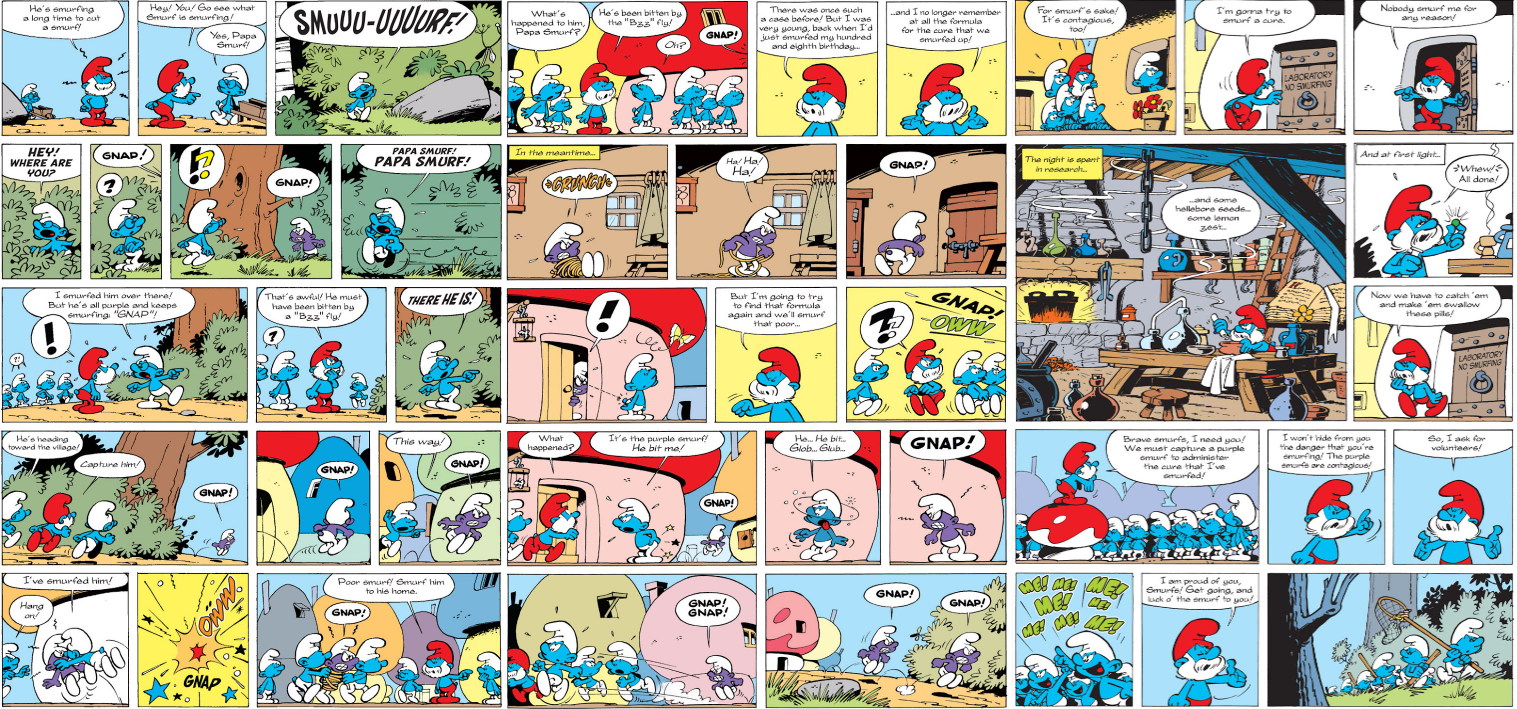 He's smurfing
a long time to cut
a smurf!
Hey! You! Go see what
Smurf is smurfing!
Yes, Papa
Smurf!
SMUUU-UUUURF!
HEY!
WHERE ARE
YOU?
GNAP!
?
!?
GNAP!
PAPA SMURF!
PAPA SMURF!
I smurfed him over there!
But he's all purple and keeps
smurfing: "GNAP"!
!
?!
That's awful! He must
have been bitten by
a "Bzz" fly!
?
THERE HE IS!
He's heading
toward the village!
Capture him!
GNAP!
GNAP!
This way!
GNAP!
I've smurfed him!
Hang
on!
OWW
GNAP
Poor smurf! Smurf him
to his home.
GNAP!
What's
happened to him,
Papa Smurf?
He's been bitten by
the "Bzz" fly!
Oh?
GNAP!
There was once such
a case before! But I was
very young, back when I'd
just smurfed my hundred
and eighth birthday...
...and I no longer remember
at all the formula
for the cure that we
smurfed up!
In the meantime...
GRUNCH
Ha! Ha!
Ha!
GNAP!
!
But I'm going to try
to find that formula
again and we'll smurf
that poor...
GNAP!
OWW
?
What
happened?
It's the purple smurf!
He bit me!
GNAP!
He... He bit...
Glob... Glub...
GNAP!
GNAP!
GNAP!
GNAP!
GNAP!
For smurf's sake!
It's contagious,
too!
I'm gonna try to
smurf a cure.
LABORATORY
NO SMURFING
Nobody smurf me for
any reason!
The night is spent
in research...
...and some
hellebore seeds...
some lemon
zest...
And at first light...
Whew!
All done!
Now we have to catch 'em
and make 'em swallow
these pills!
LABORATORY
NO SMURFING
Brave smurfs, I need you!
We must capture a purple
smurf to administer
the cure that I've
smurfed!
I won't hide from you
the danger that you're
smurfing! The purple
smurfs are contagious!
So, I ask for
volunteers!
ME! ME! ME!
ME! ME!
ME! ME! ME!
I am proud of you,
Smurfs! Get going, and
luck o' the smurf to you!